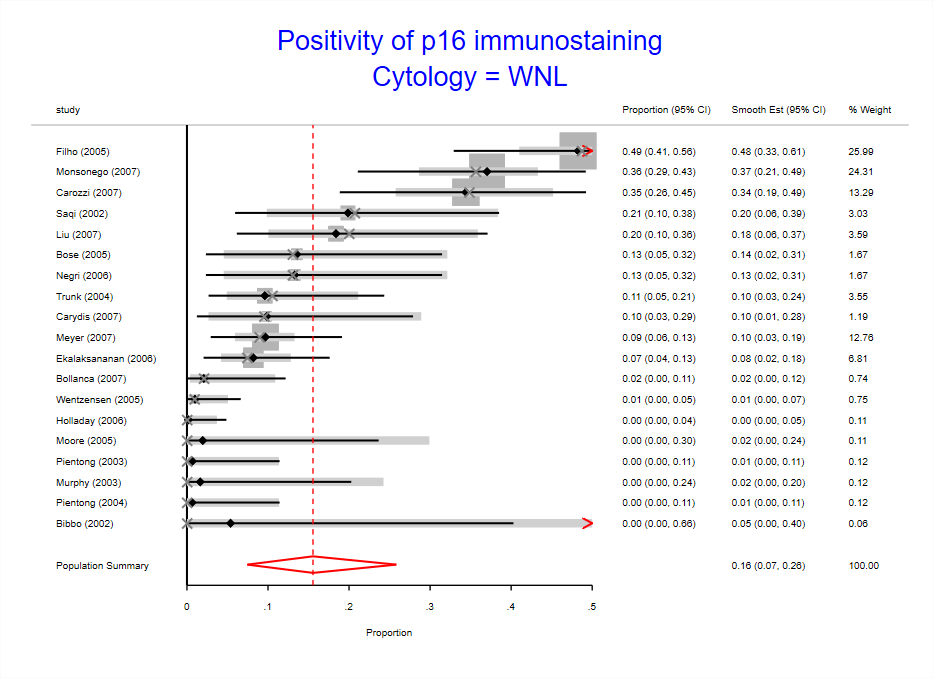 Positivity of p16 immunostaining
Cytology = WNL
study Proportion (95% CI) Smooth Est (95% CI) % Weight
Filho (2005) 0.49 (0.41, 0.56) 0.48 (0.33, 0.61) 25.99
Monsonego (2007) 0.36 (0.29, 0.43) 0.37 (0.21, 0.49) 24.31
Carozzi (2007) 0.35 (0.26, 0.45) 0.34 (0.19, 0.49) 13.29
Saqi (2002) 0.21 (0.10, 0.38) 0.20 (0.06, 0.39) 3.03
Liu (2007) 0.20 (0.10, 0.36) 0.18 (0.06, 0.37) 3.59
Bose (2005) 0.13 (0.05, 0.32) 0.14 (0.02, 0.31) 1.67
Negri (2006) 0.13 (0.05, 0.32) 0.13 (0.02, 0.31) 1.67
Trunk (2004) 0.11 (0.05, 0.21) 0.10 (0.03, 0.24) 3.55
Carydis (2007) 0.10 (0.03, 0.29) 0.10 (0.01, 0.28) 1.19
Meyer (2007) 0.09 (0.06, 0.13) 0.10 (0.03, 0.19) 12.76
Ekalaksananan (2006) 0.07 (0.04, 0.13) 0.08 (0.02, 0.18) 6.81
Bollanca (2007) 0.02 (0.00, 0.11) 0.02 (0.00, 0.12) 0.74
Wentzensen (2005) 0.01 (0.00, 0.05) 0.01 (0.00, 0.07) 0.75
Holladay (2006) 0.00 (0.00, 0.04) 0.00 (0.00, 0.05) 0.11
Moore (2005) 0.00 (0.00, 0.30) 0.02 (0.00, 0.24) 0.11
Pientong (2003) 0.00 (0.00, 0.11) 0.01 (0.00, 0.11) 0.12
Murphy (2003) 0.00 (0.00, 0.24) 0.02 (0.00, 0.20) 0.12
Pientong (2004) 0.00 (0.00, 0.11) 0.01 (0.00, 0.11) 0.12
Bibbo (2002) 0.00 (0.00, 0.66) 0.05 (0.00, 0.40) 0.06
Population Summary 0.16 (0.07, 0.26) 100.00
0 .1 .2 .3 .4 .5
Proportion